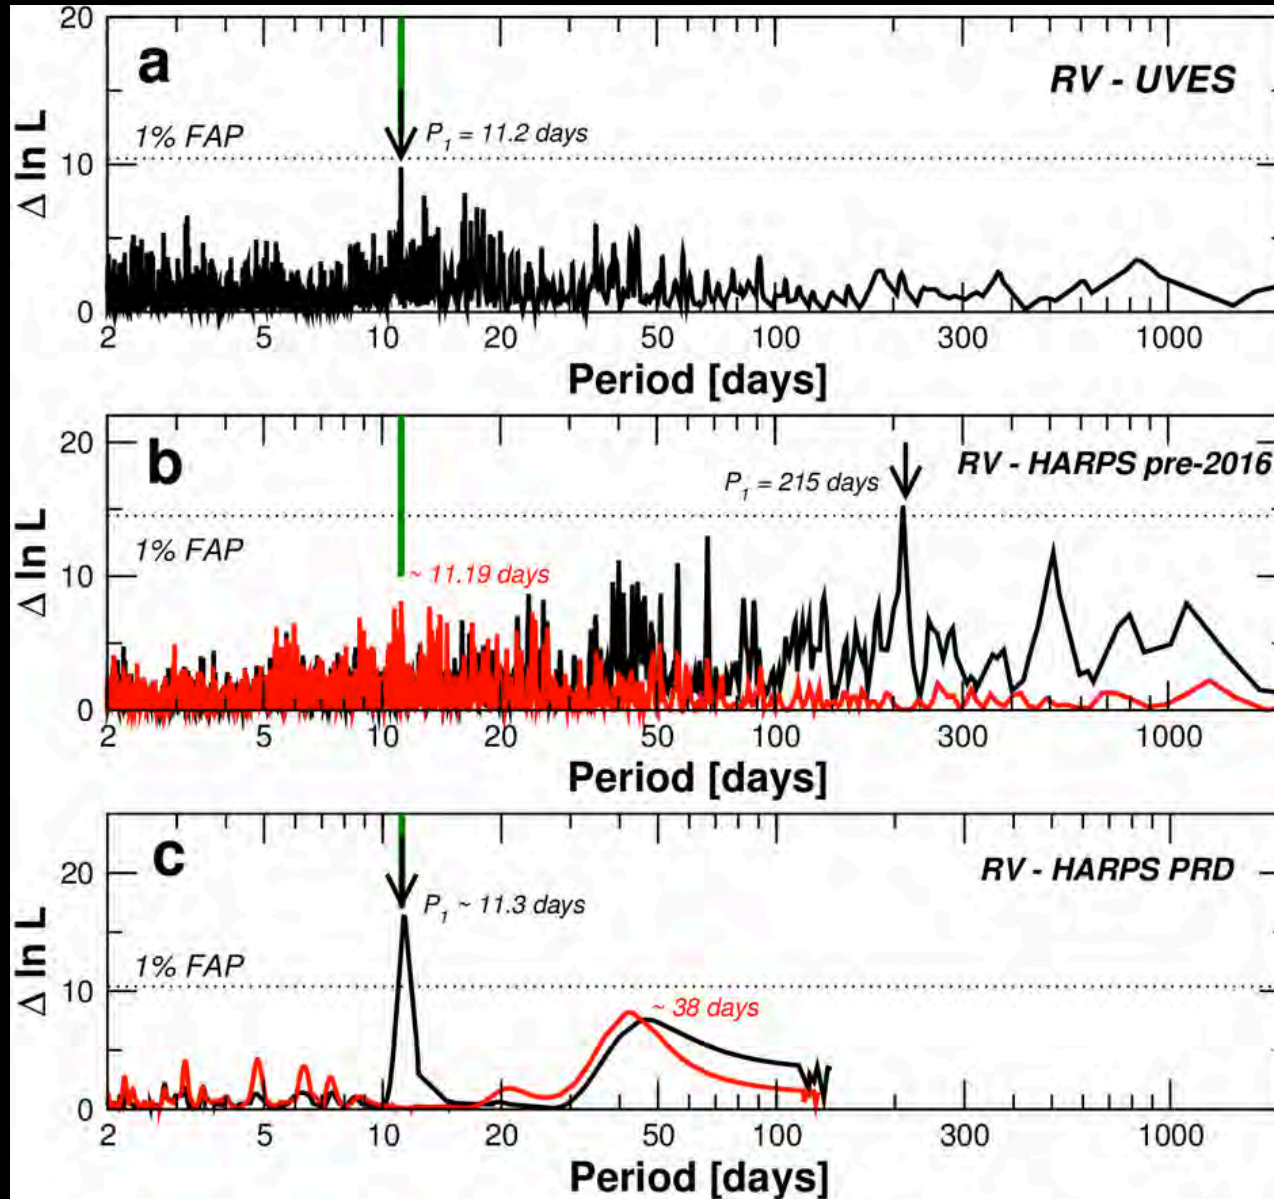 20
a
RV - UVES
1% FAP
P1 = 11.2 days
10
Δ ln L
0
2 5 10 20 50 100 300 1000
Period [days]
20
b
RV - HARPS pre-2016
P1 = 215 days
1% FAP
~ 11.19 days
10
Δ ln L
0
2 5 10 20 50 100 300 1000
Period [days]
c
RV - HARPS PRD
20
P1 ~ 11.3 days
1% FAP
10
~ 38 days
Δ ln L
0
2 5 10 20 50 100 300 1000
Period [days]